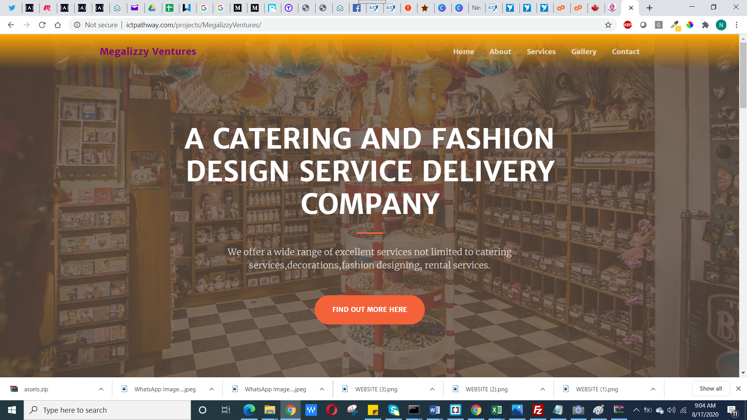 Ne
Not secure | ictpathway.com/projects/MegalizzyVentures/
Megalizzy Ventures
Home About Services Gallery Contact
A CATERING AND FASHION
DESIGN SERVICE DELIVERY
COMPANY
We offer a wide range of excellent services not limited to catering
services,decorations,fashion designing, rental services.
FIND OUT MORE HERE
assets.zip WhatsApp Image....jpeg WhatsApp Image....jpeg WEBSITE (3).png WEBSITE (2).png WEBSITE (1).png Show all
Type here to search
9:04 AM
8/17/2020